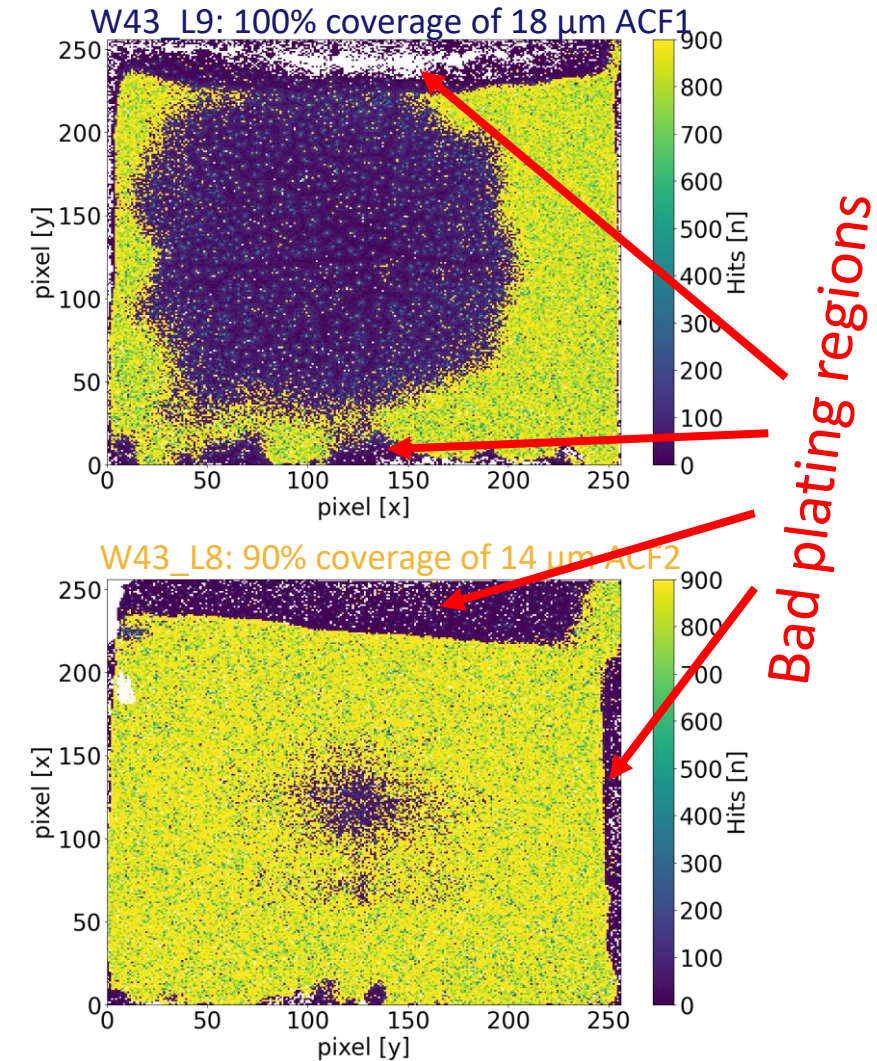 W43_L9: 100% coverage of 18 µm ACF1
250
200
150
100
50
0
pixel [y]
0 50 100 150 200 250
pixel [x]
900
800
700
600
500
400
300
200
100
0
Hits [n]
Bad plating regions
W43_L8: 90% coverage of 14 µm ACF2
250
200
150
100
50
0
pixel [x]
0 50 100 150 200 250
pixel [y]
900
800
700
600
500
400
300
200
100
0
Hits [n]